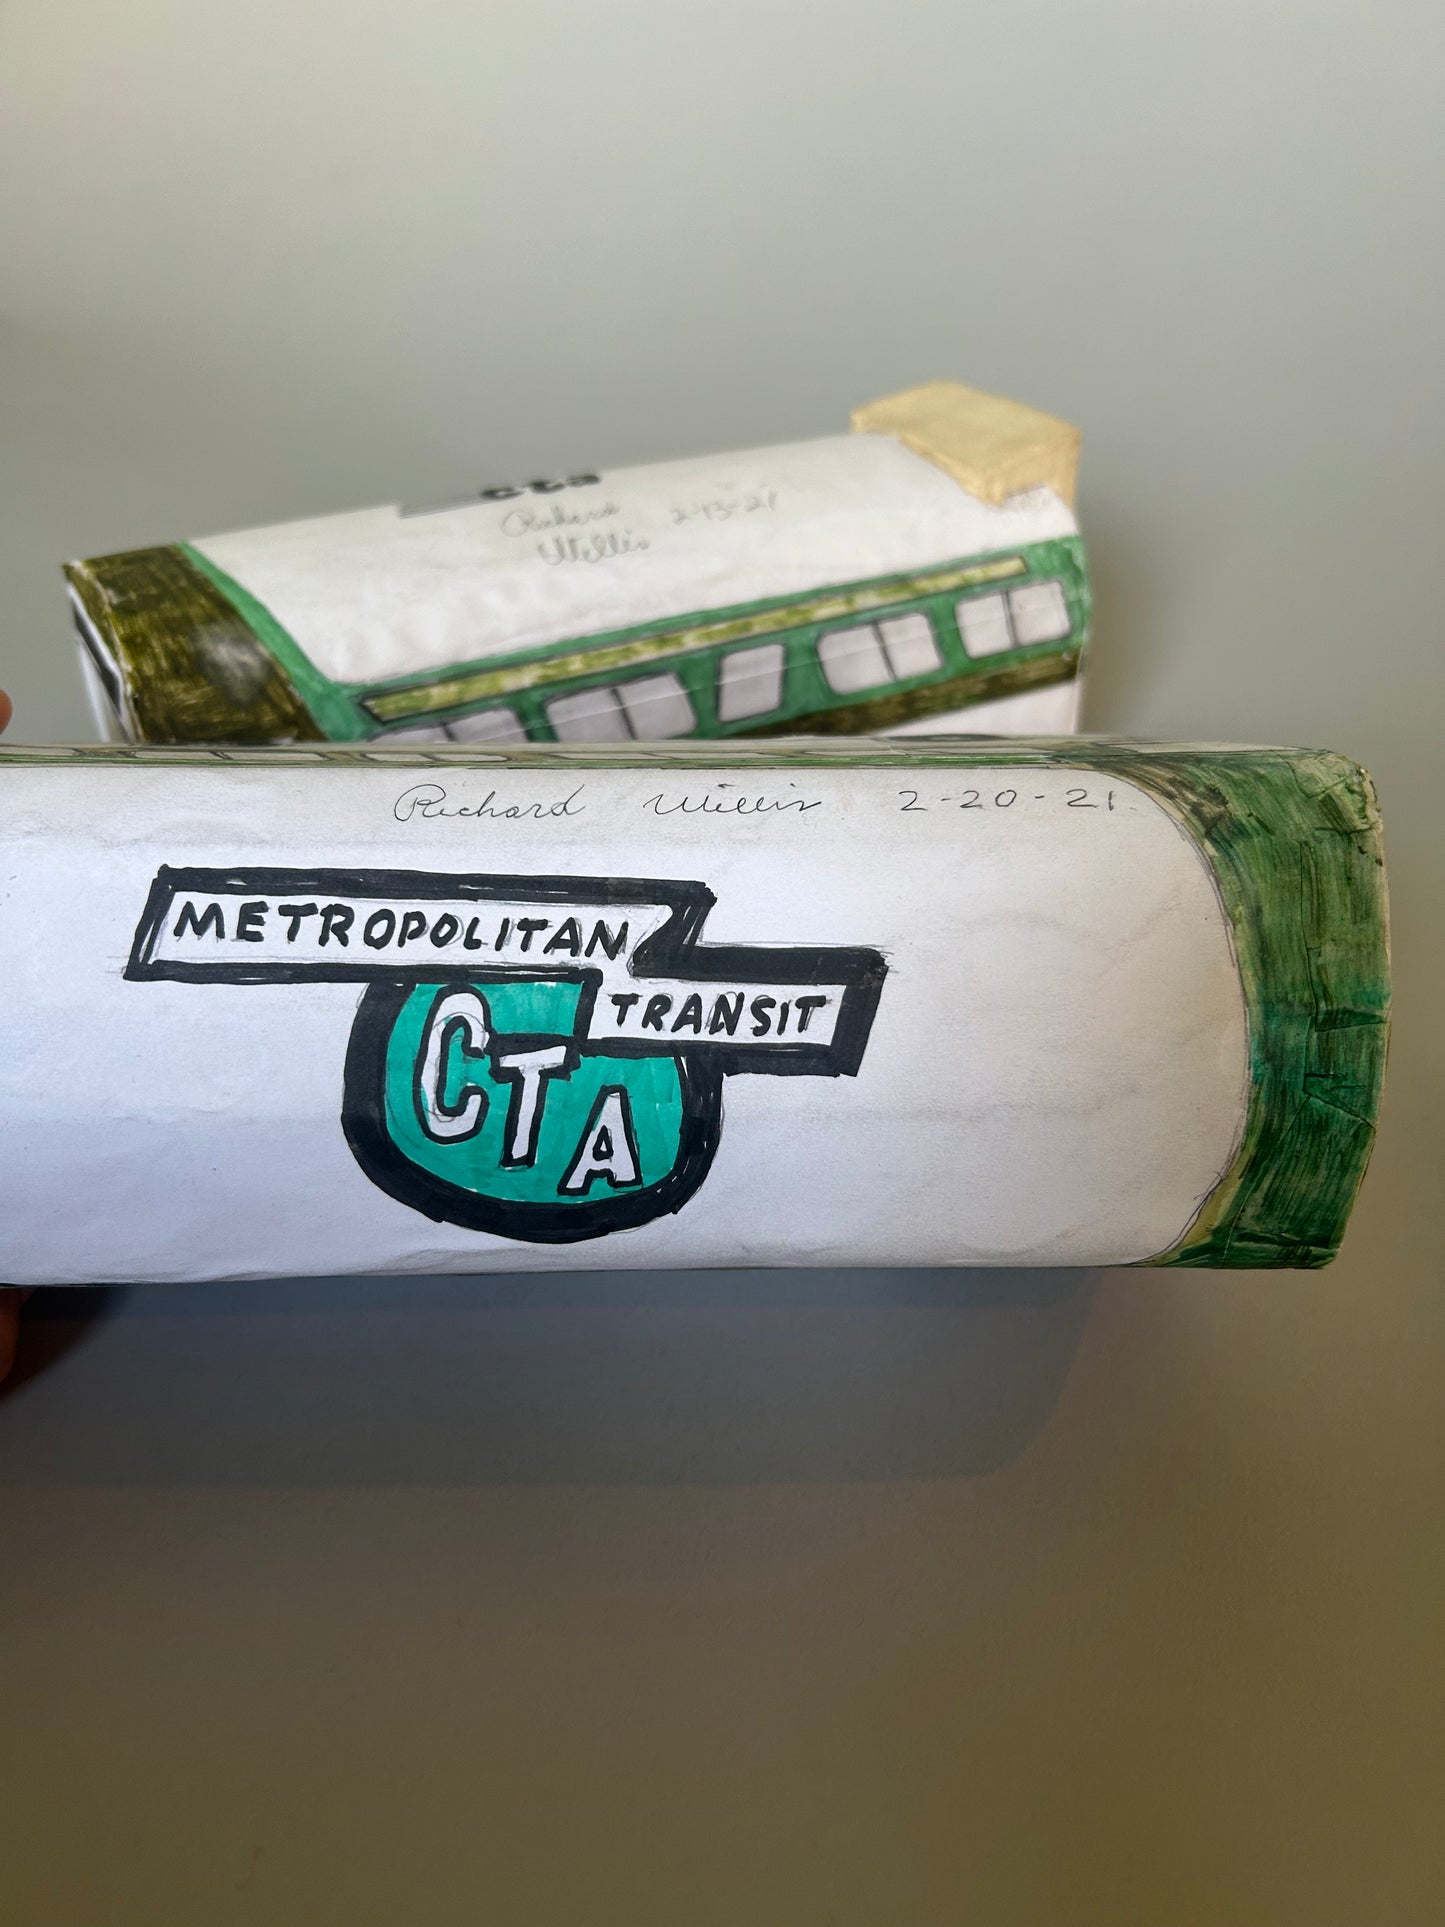 cta
Richard 2-13-21
Willis
Richard Willis 2-20-21.
METROPOLITAN
TRANSIT
CTA